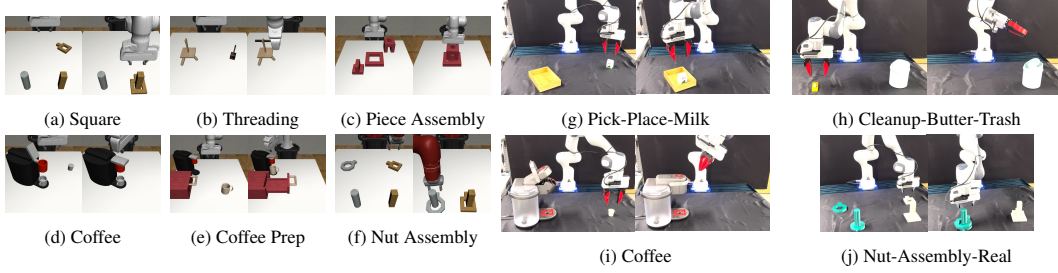 (a) Square
(b) Threading
(c) Piece Assembly
(g) Pick-Place-Milk
(h) Cleanup-Butter-Trash
(d) Coffee
(e) Coffee Prep
(f) Nut Assembly
(i) Coffee
(j) Nut-Assembly-Real